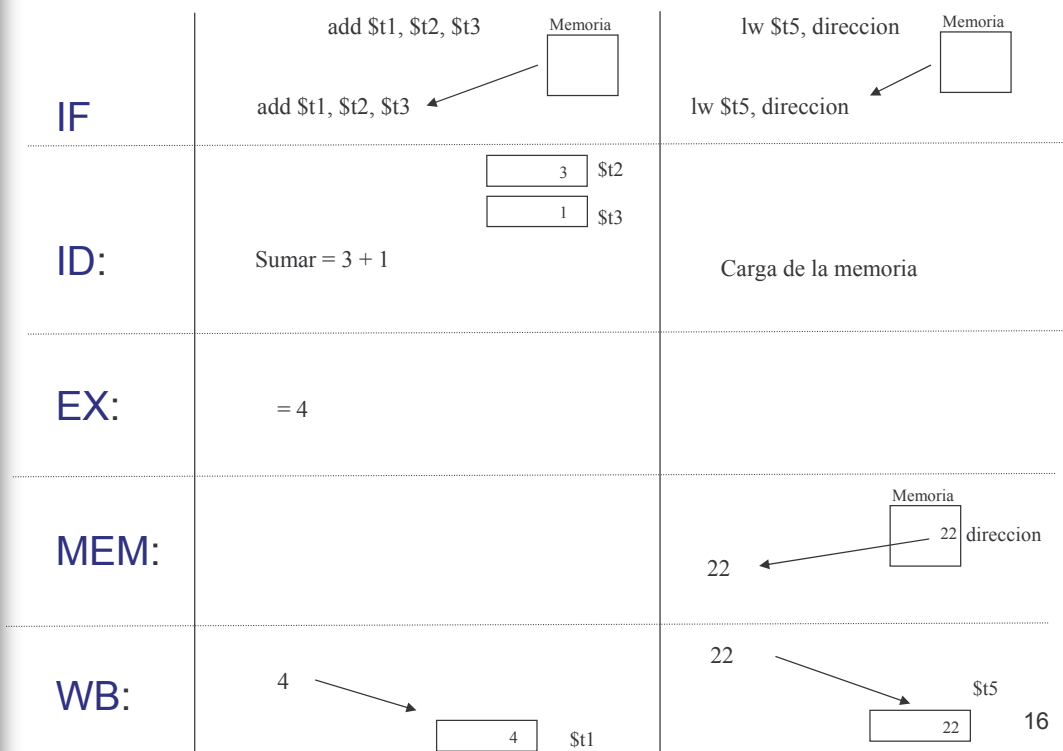 add $t1, $t2, $t3
Memoria
lw $t5, direccion
Memoria
IF
add $t1, $t2, $t3
lw $t5, direccion
3 $t2
1 $t3
ID:
Sumar = 3 + 1
Carga de la memoria
EX:
= 4
Memoria
22 direccion
MEM:
22
WB:
4
22
4 $t1
$t5
22
16